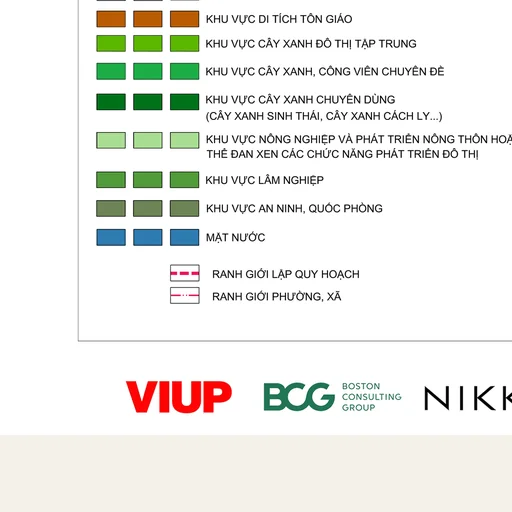 KHU VỰC DI TÍCH TÔN GIÁO
KHU VỰC CÂY XANH ĐÔ THỊ TẬP TRUNG
KHU VỰC CÂY XANH, CÔNG VIÊN CHUYÊN ĐỀ
KHU VỰC CÂY XANH CHUYÊN DÙNG
(CÂY XANH SINH THÁI, CÂY XANH CÁCH LY...)
KHU VỰC NÔNG NGHIỆP VÀ PHÁT TRIỂN NÔNG THÔN
THỂ ĐAN XEN CÁC CHỨC NĂNG PHÁT TRIỂN ĐÔ THỊ
KHU VỰC LÂM NGHIỆP
KHU VỰC AN NINH, QUỐC PHÒNG
MẶT NƯỚC
RANH GIỚI LẬP QUY HOẠCH
RANH GIỚI PHƯỜNG, XÃ
VIUP
BCG
BOSTON
CONSULTING
GROUP